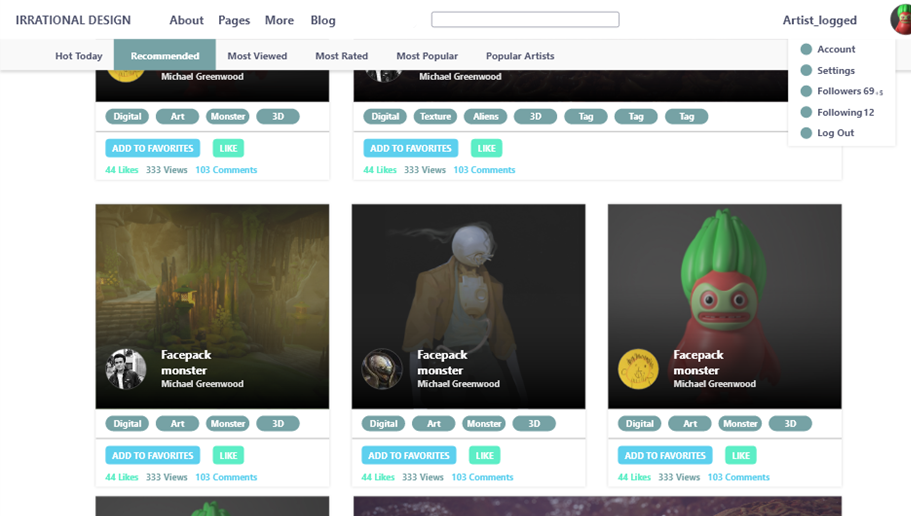 IRRATIONAL DESIGN About Pages More Blog Artist_logged
Hot Today Recommended Most Viewed Most Rated Most Popular Popular Artists
Account
Settings
Followers 69
Following 12
Log Out
Michael Greenwood
Digital Art Monster 3D
ADD TO FAVORITES LIKE
44 Likes 333 Views 103 Comments
Michael Greenwood
Digital Texture Aliens 3D Tag Tag Tag
ADD TO FAVORITES LIKE
44 Likes 333 Views 103 Comments
Facepack
monster
Michael Greenwood
Digital Art Monster 3D
ADD TO FAVORITES LIKE
44 Likes 333 Views 103 Comments
Facepack
monster
Michael Greenwood
Digital Art Monster 3D
ADD TO FAVORITES LIKE
44 Likes 333 Views 103 Comments
Facepack
monster
Michael Greenwood
Digital Art Monster 3D
ADD TO FAVORITES LIKE
44 Likes 333 Views 103 Comments